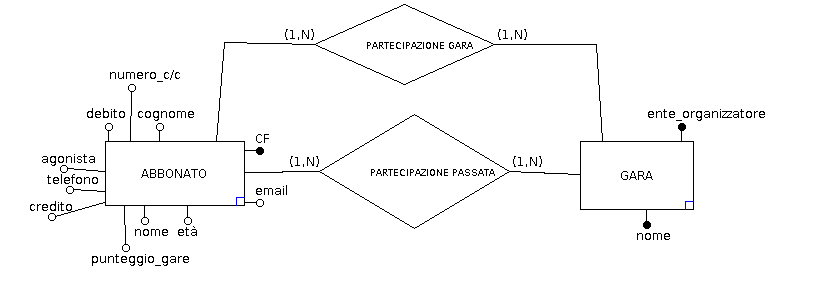 (1,N)
PARTECIPAZIONE GARA
(1,N)
numero_c/c
debito
cognome
ente_organizzatore
CF
agonista
ABBONATO
(1,N)
PARTECIPAZIONE PASSATA
(1,N)
GARA
telefono
email
credito
nome
età
nome
punteggio_gare